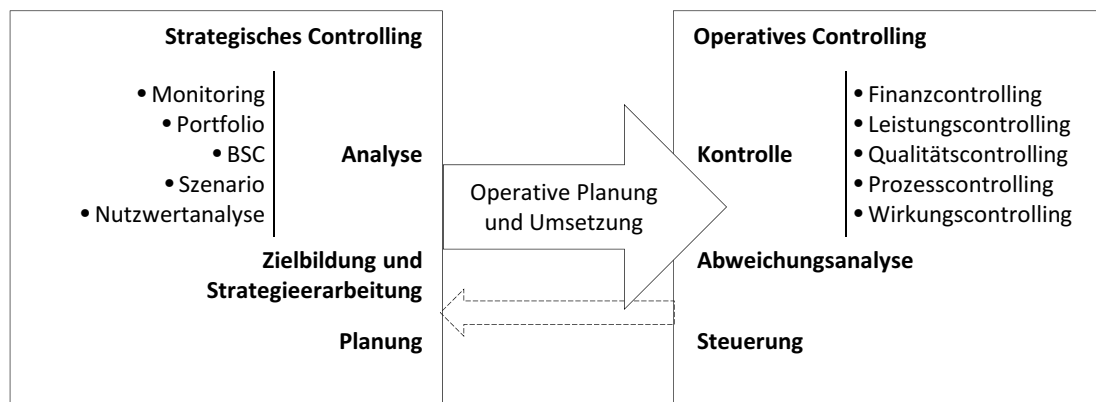 Strategisches Controlling
• Monitoring
• Portfolio
• BSC
• Szenario
• Nutzwertanalyse
Analyse
Zielbildung und
Strategieerarbeitung
Planung
Operative Planung
und Umsetzung
Operatives Controlling
Kontrolle
• Finanzcontrolling
• Leistungscontrolling
• Qualitätscontrolling
• Prozesscontrolling
• Wirkungscontrolling
Abweichungsanalyse
Steuerung